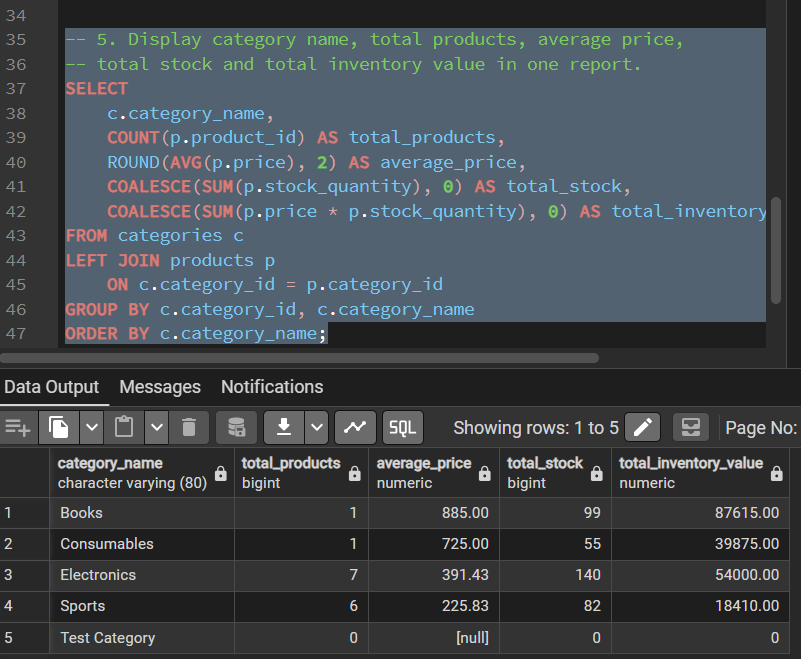 34
35 -- 5. Display category name, total products, average price,
36 -- total stock and total inventory value in one report.
37 SELECT
38 c.category_name,
39 COUNT(p.product_id) AS total_products,
40 ROUND(AVG(p.price), 2) AS average_price,
41 COALESCE(SUM(p.stock_quantity), 0) AS total_stock,
42 COALESCE(SUM(p.price * p.stock_quantity), 0) AS total_inventory
43 FROM categories c
44 LEFT JOIN products p
45 ON c.category_id = p.category_id
46 GROUP BY c.category_id, c.category_name
47 ORDER BY c.category_name;
Data Output Messages Notifications
SQL Showing rows: 1 to 5 Page No:
category_name total_products average_price total_stock total_inventory_value
character varying (80) bigint numeric bigint numeric
1 Books 1 885.00 99 87615.00
2 Consumables 1 725.00 55 39875.00
3 Electronics 7 391.43 140 54000.00
4 Sports 6 225.83 82 18410.00
5 Test Category 0 [null] 0 0